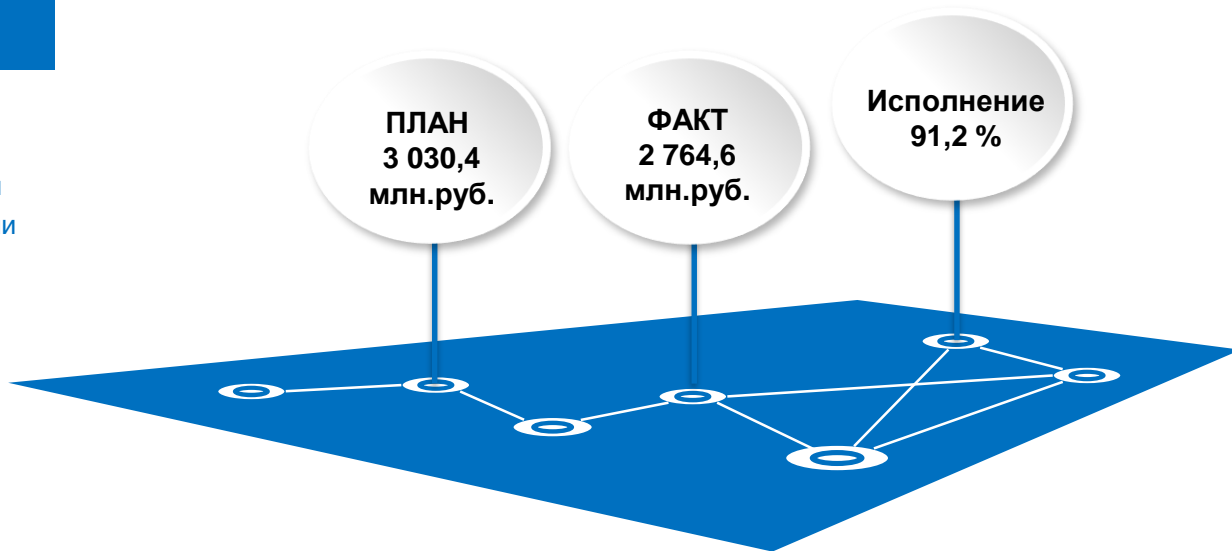 ПЛАН
3 030,4
млн.руб.
ФАКТ
2 764,6
млн.руб.
Исполнение
91,2 %
и